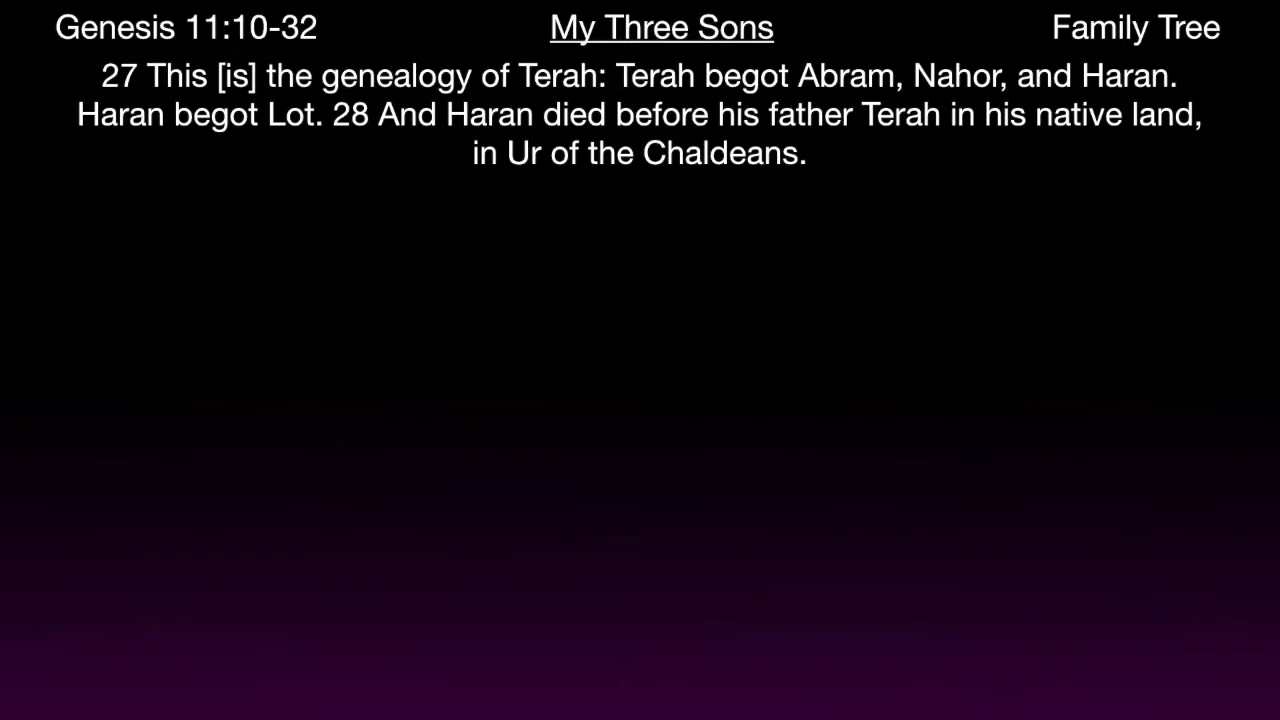 Genesis 11:10-32 My Three Sons Family Tree
27 This [is] the genealogy of Terah: Terah begot Abram, Nahor, and Haran.
Haran begot Lot. 28 And Haran died before his father Terah in his native land,
in Ur of the Chaldeans.